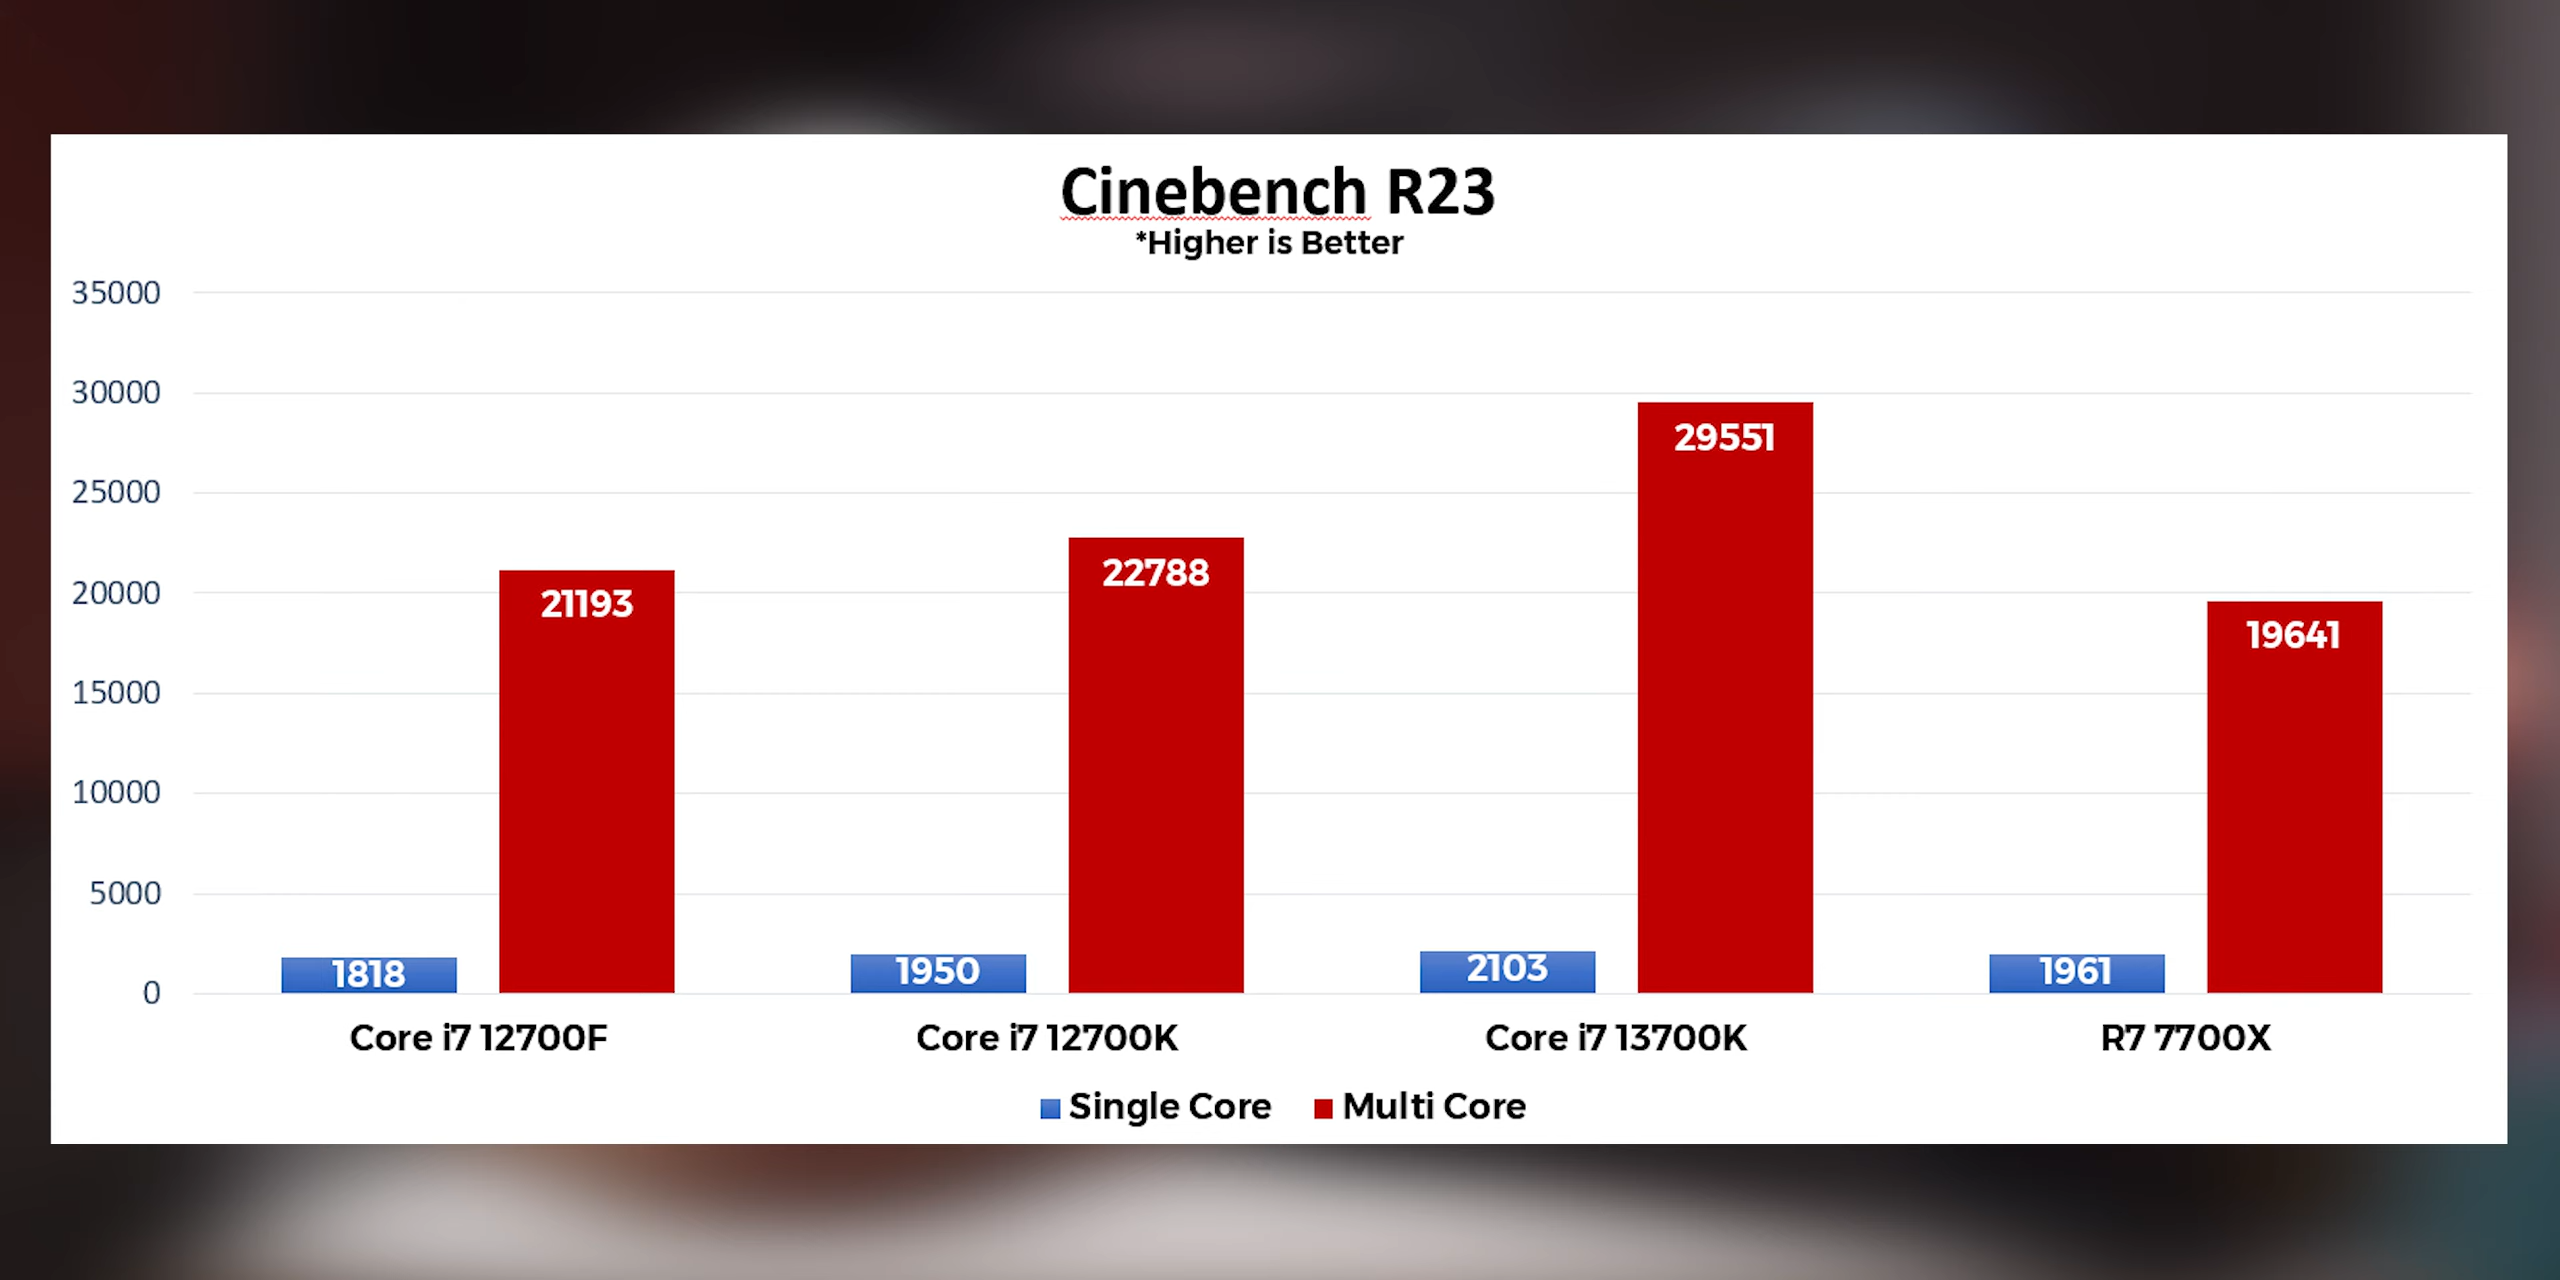 Cinebench R23
*Higher is Better
35000
30000
25000
20000
15000
10000
5000
0
29551
22788
21193
19641
1818
1950
2103
1961
Core i7 12700F
Core i7 12700K
Core i7 13700K
R7 7700X
Single Core
Multi Core